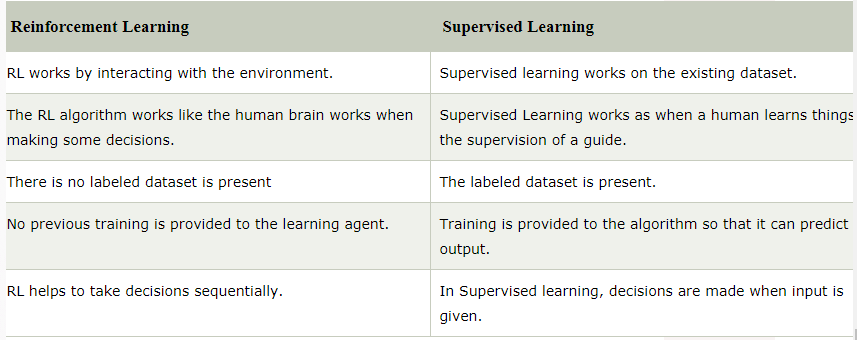 Reinforcement Learning
Supervised Learning
RL works by interacting with the environment.
Supervised learning works on the existing dataset.
The RL algorithm works like the human brain works when
making some decisions.
Supervised Learning works as when a human learns things
the supervision of a guide.
There is no labeled dataset is present
The labeled dataset is present.
No previous training is provided to the learning agent.
Training is provided to the algorithm so that it can predict
output.
RL helps to take decisions sequentially.
In Supervised learning, decisions are made when input is
given.